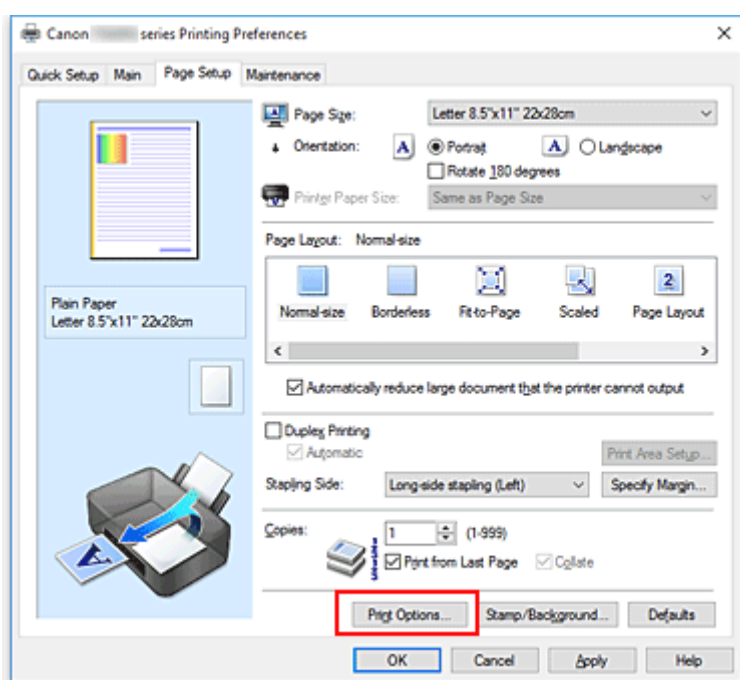 Canon series Printing Preferences
Quick Setup Main Page Setup Maintenance
Page Size: Letter 8.5"x11" 22x28cm
Orientation: A Portrait A Landscape
Rotate 180 degrees
Printer Paper Size: Same as Page Size
Page Layout: Normal-size
2
Normal-size Borderless Fit-to-Page Scaled Page Layout
Plain Paper
Letter 8.5"x11" 22x28cm
Automatically reduce large document that the printer cannot output
Duplex Printing
Automatic Print Area Setup...
Stapling Side: Long-side stapling (Left) Specify Margin...
Copies: 1 (1-999)
Print from Last Page Collate
A
Print Options... Stamp/Background... Defaults
OK Cancel Apply Help